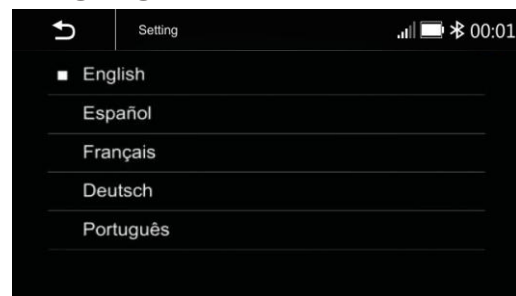 Setting 00:01
English
Español
Français
Deutsch
Português